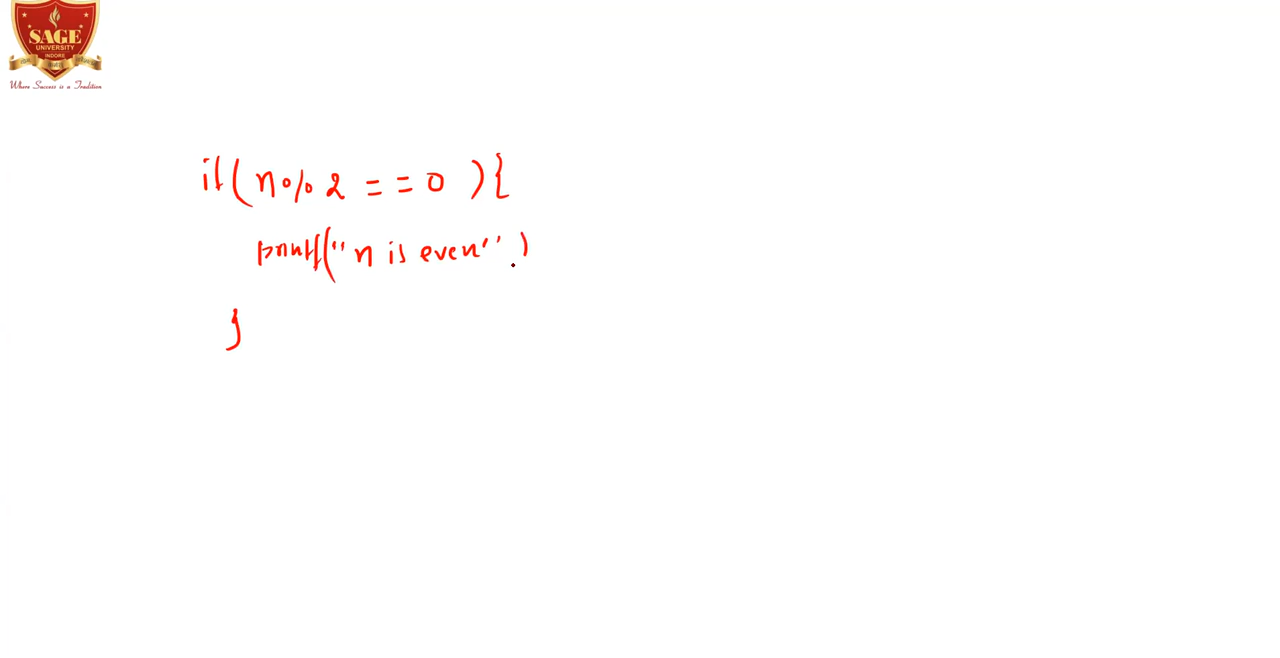 SAGE
UNIVERSITY
INDORE
Where Success is a Tradition
if(n%2 == 0){
printf("n is even")
}